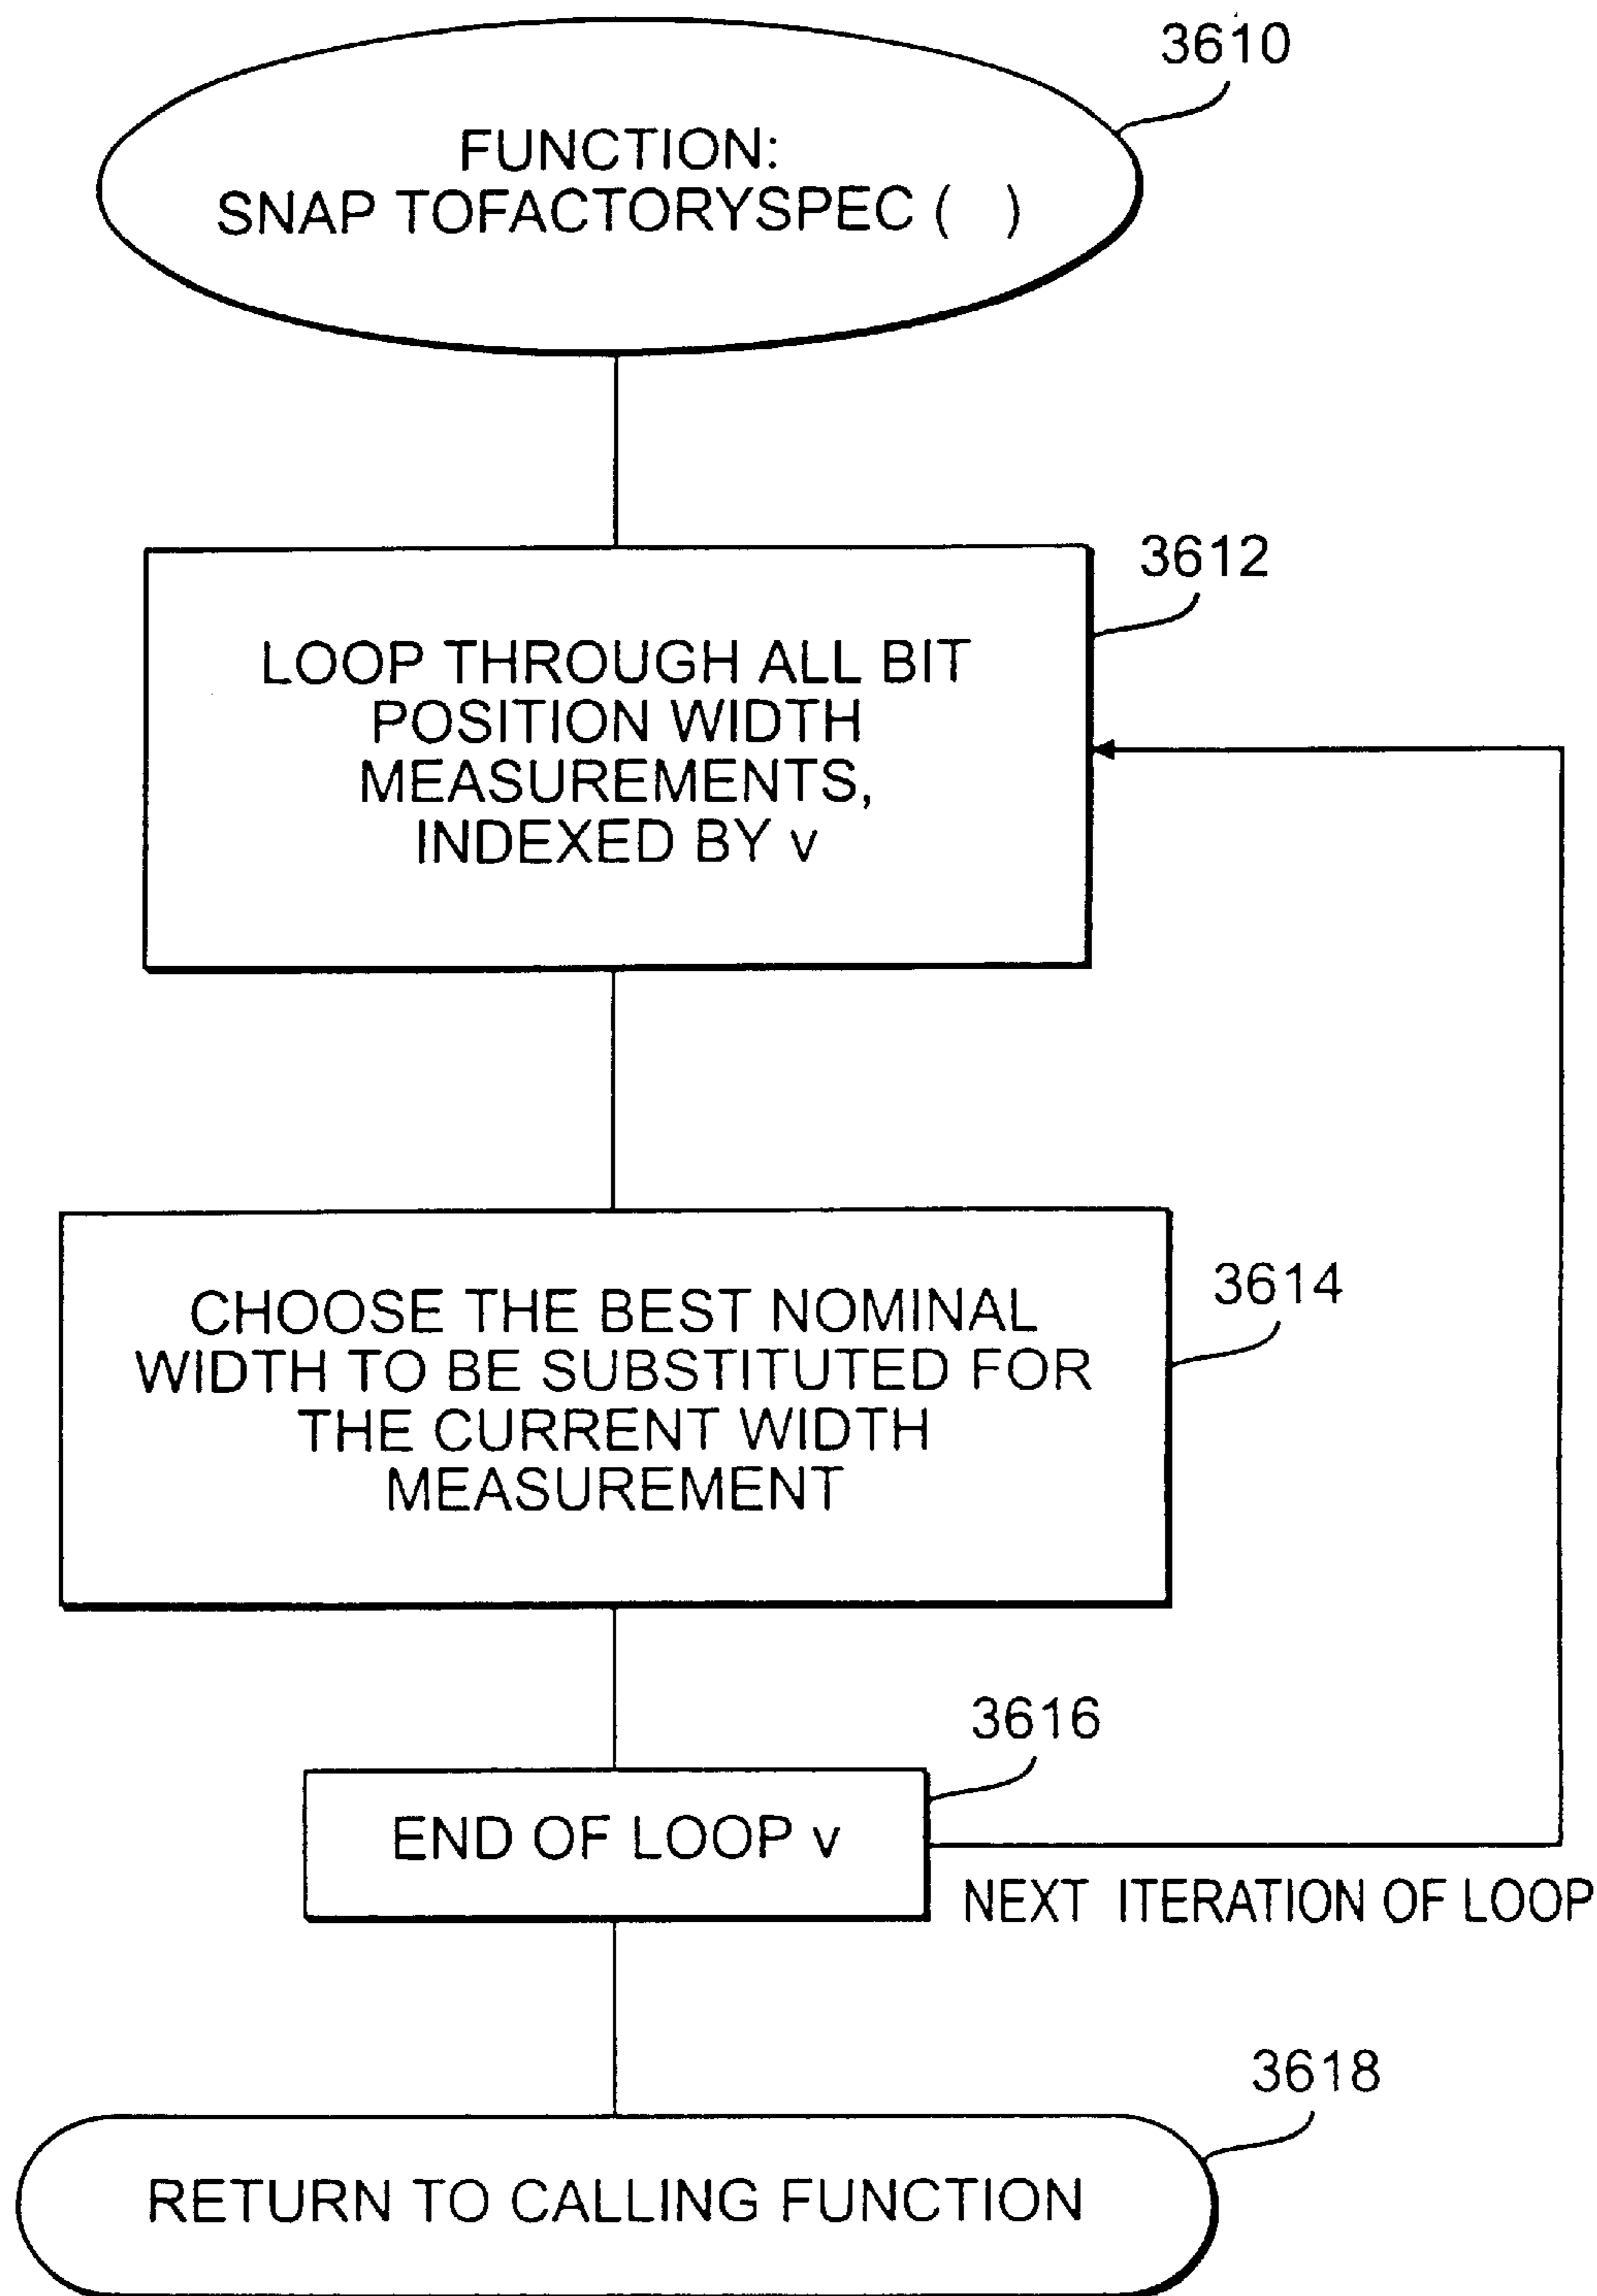 3610
FUNCTION:
SNAP TOFACTORYSPEC ( )
3612
LOOP THROUGH ALL BIT
POSITION WIDTH
MEASUREMENTS,
INDEXED BY v
3614
CHOOSE THE BEST NOMINAL
WIDTH TO BE SUBSTITUTED FOR
THE CURRENT WIDTH
MEASUREMENT
3616
END OF LOOP v
NEXT ITERATION OF LOOP
3618
RETURN TO CALLING FUNCTION